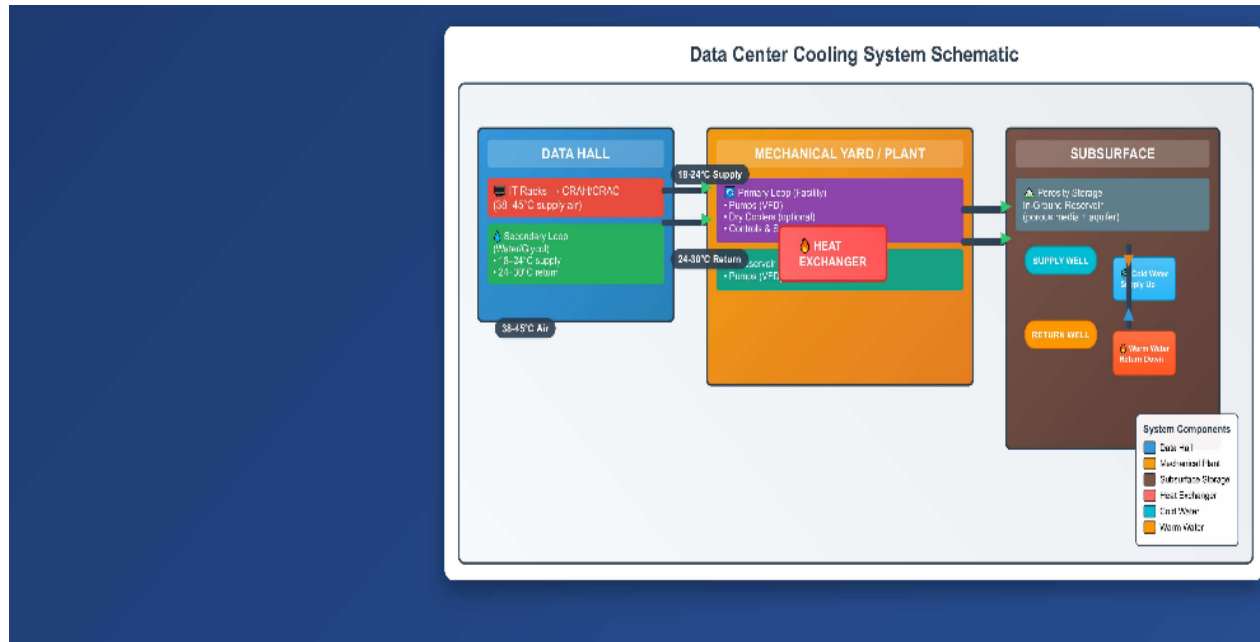 Data Center Cooling System Schematic
DATA HALL
IT Racks → CRAH/CRAC
(38–45°C supply air)
Secondary Loop
(Water/Glycol)
• 18–24°C supply
• 24–30°C return
38-45°C Air
18-24°C Supply
24-30°C Return
MECHANICAL YARD / PLANT
Primary Loop (Facility)
• Pumps (VFD)
• Dry Coolers (optional)
• Controls &
HEAT
EXCHANGER
• Pumps (VFD)
SUBSURFACE
Porosity Storage
In-Ground Reservoir
(porous media + aquifer)
SUPPLY WELL
Cold Water
Supply Up
RETURN WELL
Warm Water
Return Down
System Components
Data Hall
Mechanical Plant
Subsurface Storage
Heat Exchanger
Cold Water
Warm Water